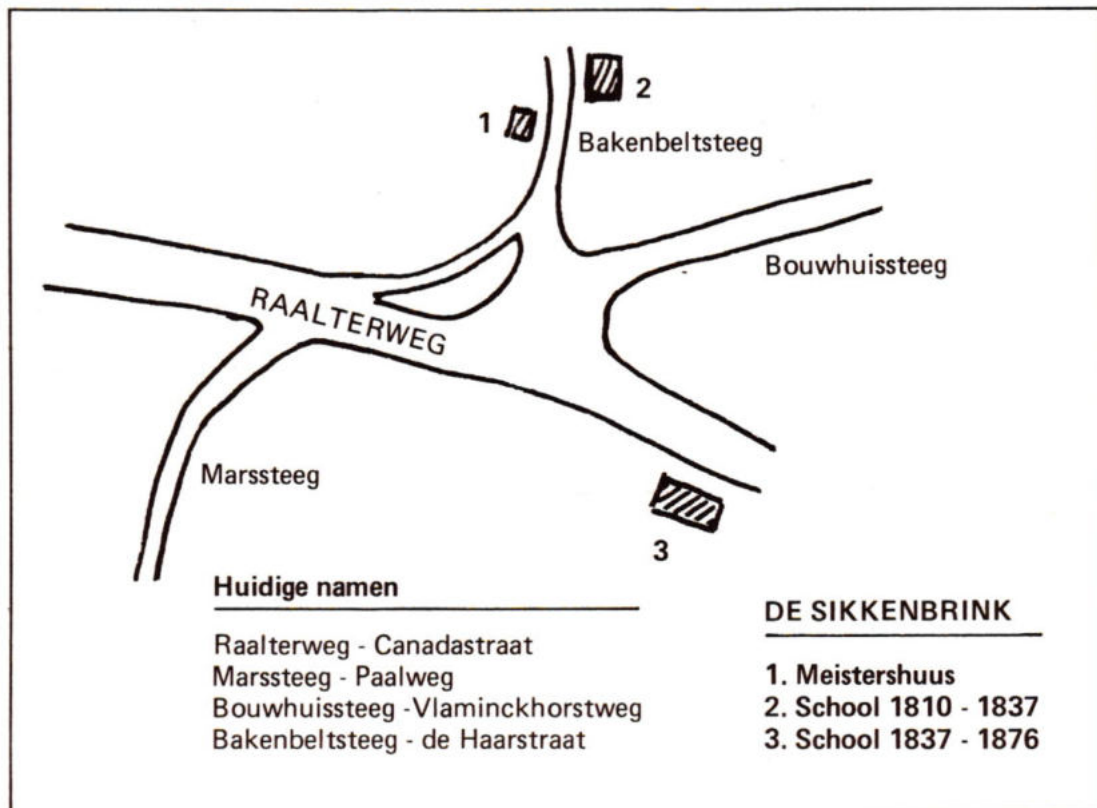 1
2
Bakenbeltsteeg
Bouwhuissteeg
RAALTERWEG
Marssteeg
3
Huidige namen
Raalterweg - Canadastraat
Marssteeg - Paalweg
Bouwhuissteeg -Vlaminckhorstweg
Bakenbeltsteeg - de Haarstraat
DE SIKKENBRINK
1. Meistershuus
2. School 1810 - 1837
3. School 1837 - 1876